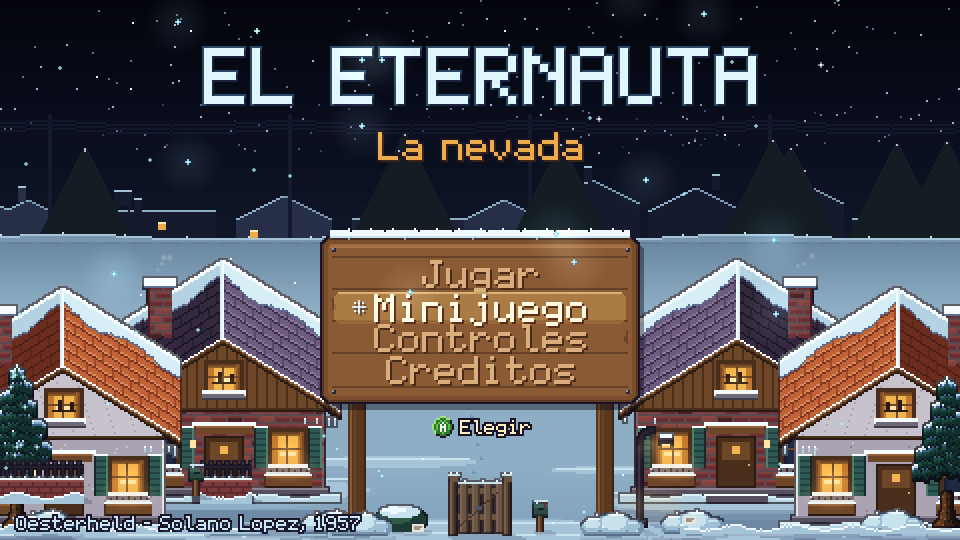 EL ETERNAUTA
La nevada
Jugar
Minijuego
Controles
Creditos
A Elegir
Oesterheld - Solano Lopez, 1957